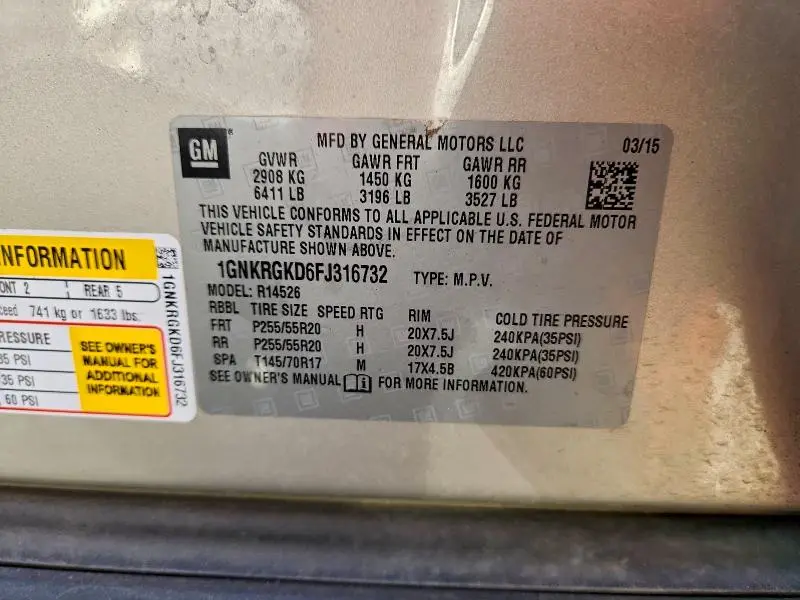 GM
MFD BY GENERAL MOTORS LLC 03/15
GVWR GAWR FRT GAWR RR
2908 KG 1450 KG 1600 KG
6411 LB 3196 LB 3527 LB
THIS VEHICLE CONFORMS TO ALL APPLICABLE U.S. FEDERAL MOTOR
VEHICLE SAFETY STANDARDS IN EFFECT ON THE DATE OF
MANUFACTURE SHOWN ABOVE.
1GNKRGKD6FJ316732 TYPE: M.P.V.
MODEL: R14526
RBBL TIRE SIZE SPEED RTG RIM COLD TIRE PRESSURE
FRT P255/55R20 H 20X7.5J 240KPA(35PSI)
RR P255/55R20 H 20X7.5J 240KPA(35PSI)
SPA T145/70R17 M 17X4.5B 420KPA(60PSI)
SEE OWNER'S MANUAL i FOR MORE INFORMATION.
INFORMATION
ONT 2 REAR 5
ceed 741 kg or 1633 lbs.
RESSURE
35 PSI
35 PSI
, 60 PSI
SEE OWNER'S
MANUAL FOR
ADDITIONAL
INFORMATION
1GNKRGKD6FJ316732